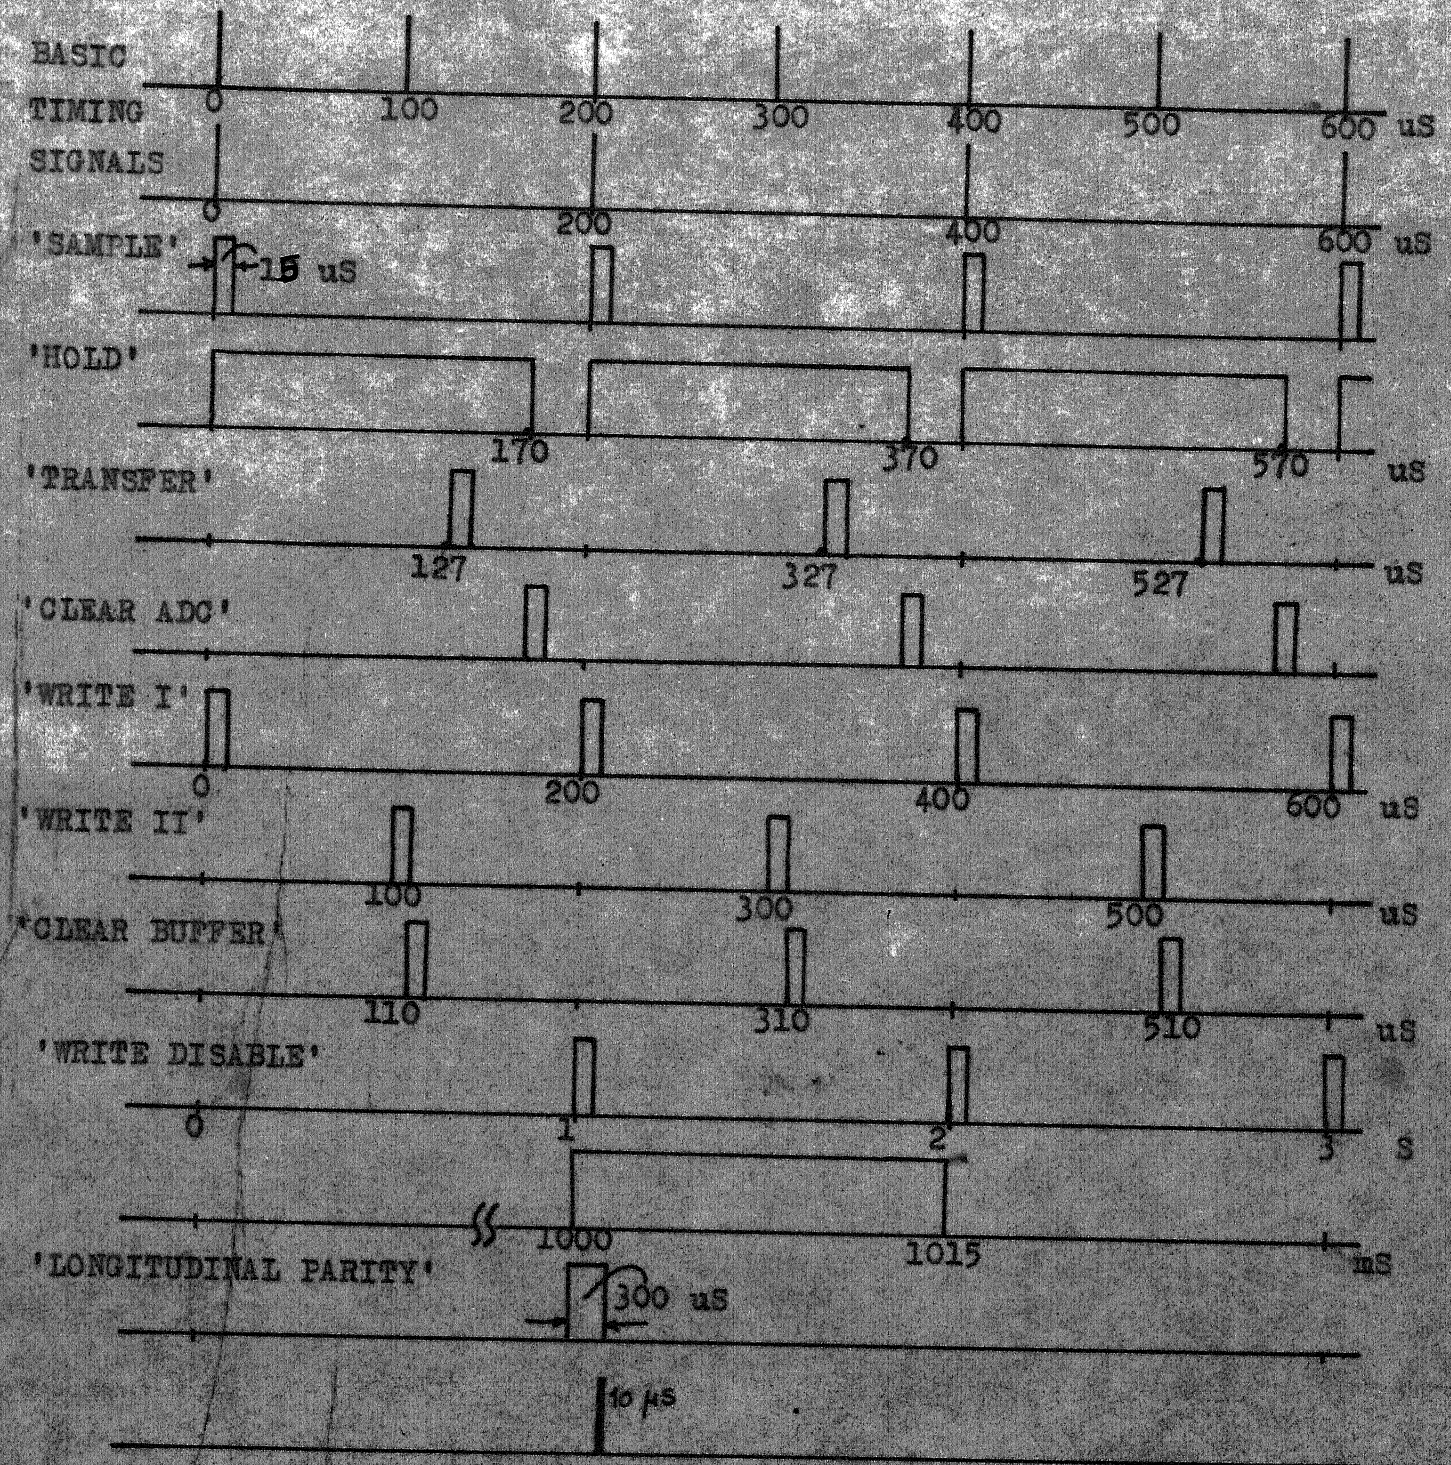 BASIC
0 100 200 300 400 500 600 uS
TIMING
SIGNALS
0 200 400 600 uS
'SAMPLE'
15 uS
'HOLD'
170 370 570 uS
'TRANSFER'
127 327 527 uS
'CLEAR ADC'
'WRITE I'
0 200 400 600 uS
'WRITE II'
100 300 500 uS
'CLEAR BUFFER'
110 310 510 uS
'WRITE DISABLE'
0 1 2 3 S
1000 1015 mS
'LONGITUDINAL PARITY'
300 uS
10 µs